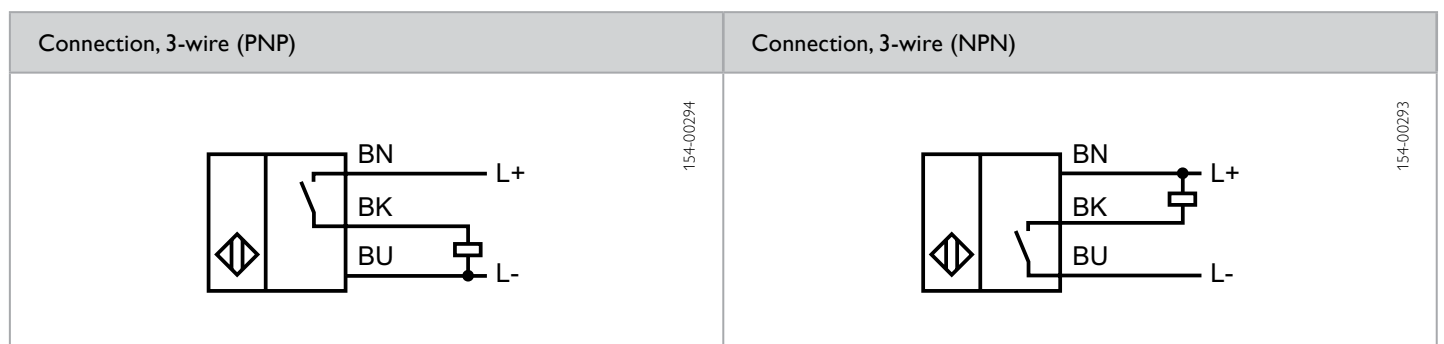 Connection, 3-wire (PNP)
Connection, 3-wire (NPN)
BN
L+
BK
BU
L-
154-00294
BN
L+
BK
BU
L-
154-00293